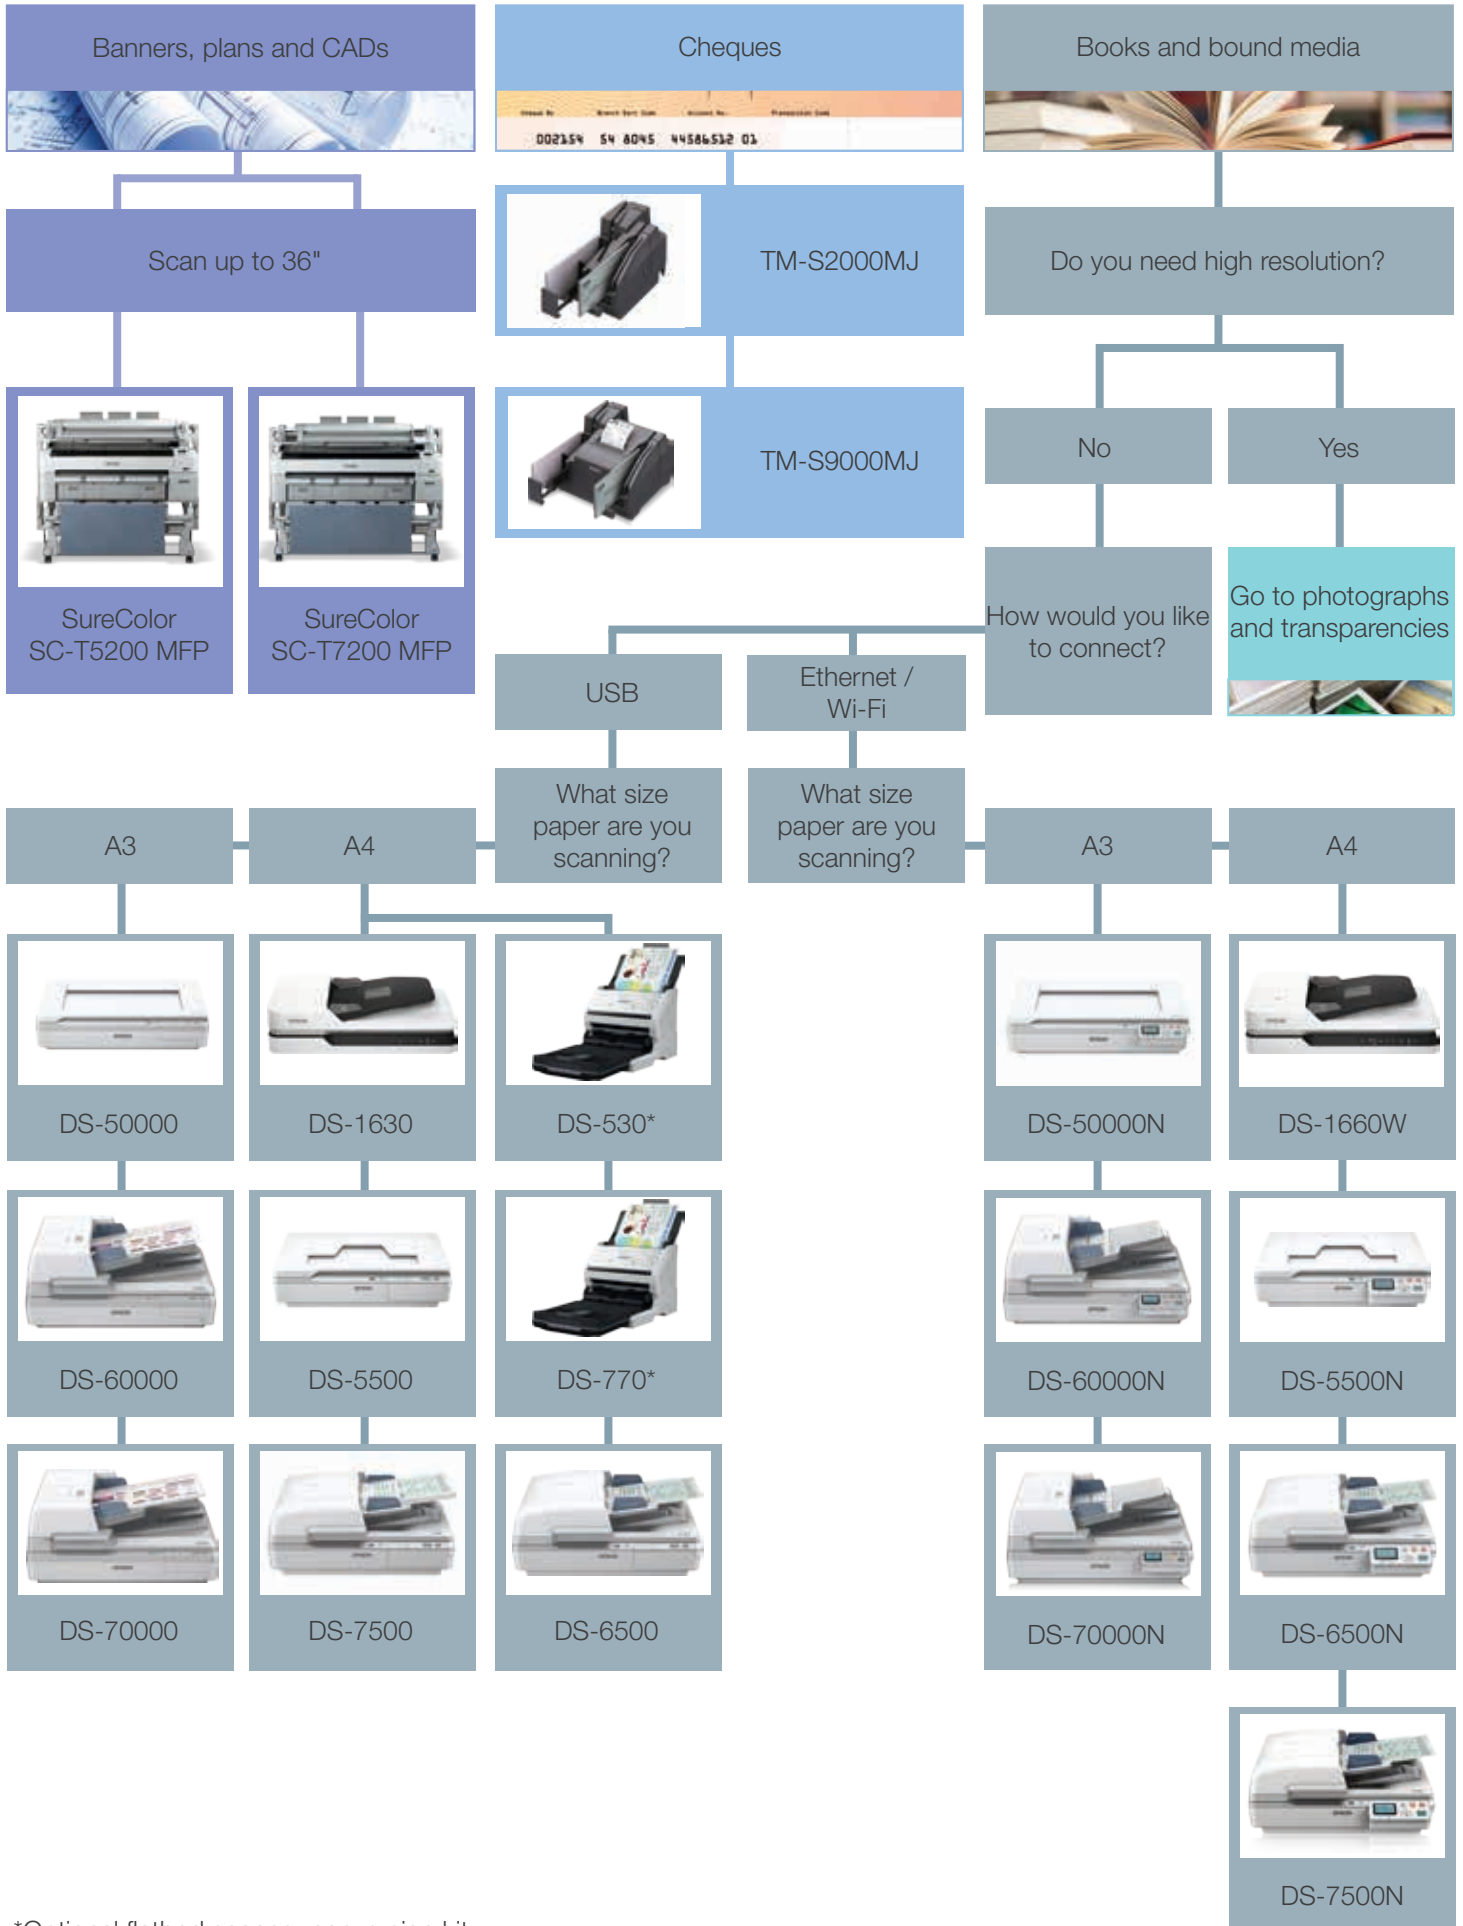 Banners, plans and CADs
Cheques
Books and bound media
002154 54 8045 44586512 01
Scan up to 36"
TM-S2000MJ
Do you need high resolution?
TM-S9000MJ
No
Yes
SureColor
SC-T5200 MFP
SureColor
SC-T7200 MFP
How would you like
to connect?
Go to photographs
and transparencies
USB
Ethernet /
Wi-Fi
What size
paper are you
scanning?
What size
paper are you
scanning?
A3
A4
A3
A4
DS-50000
DS-1630
DS-530*
DS-50000N
DS-1660W
DS-60000
DS-5500
DS-770*
DS-60000N
DS-5500N
DS-70000
DS-7500
DS-6500
DS-70000N
DS-6500N
DS-7500N